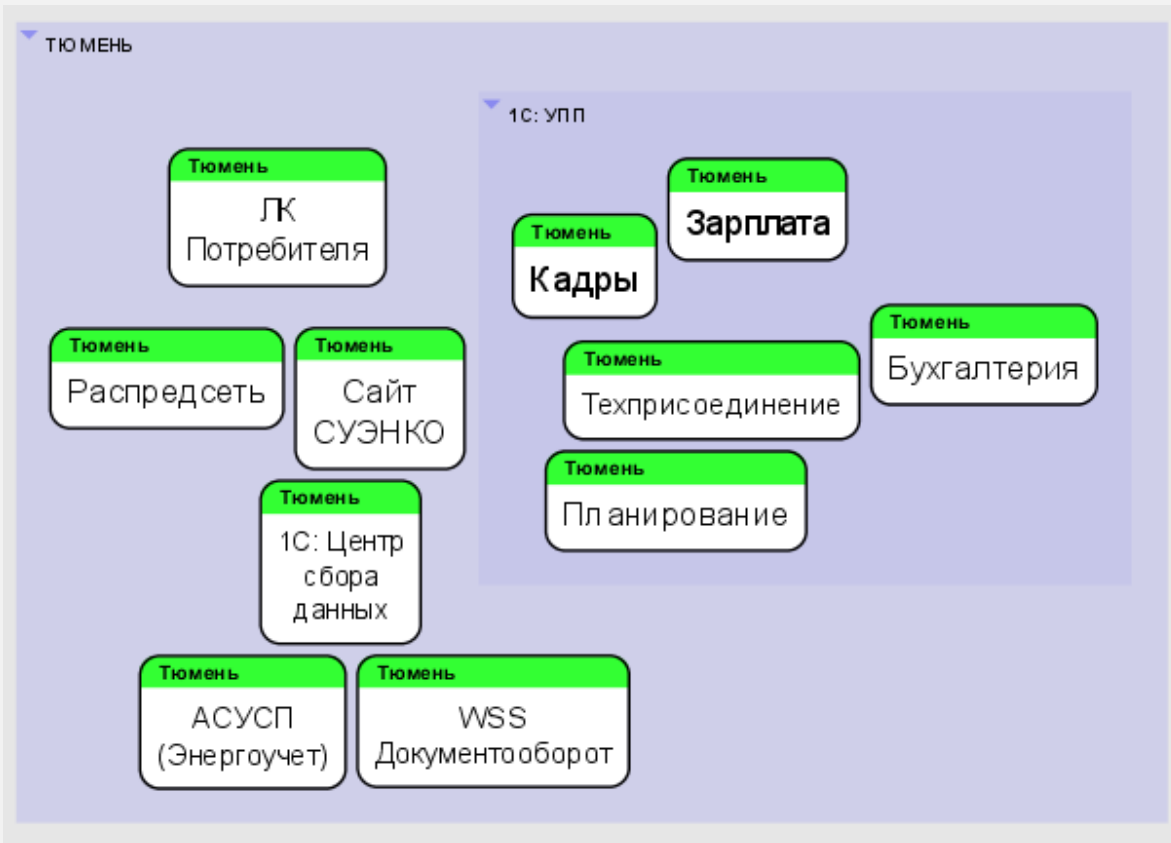 ТЮМЕНЬ
1С: УПП
Тюмень
ЛК
Потребителя
Тюмень
Зарплата
Тюмень
Кадры
Тюмень
Бухгалтерия
Тюмень
Распредсеть
Тюмень
Сайт
СУЭНКО
Тюмень
Техприсоединение
Тюмень
Планирование
Тюмень
1С: Центр
сбора
данных
Тюмень
АСУСП
(Энергоучет)
Тюмень
WSS
Документооборот